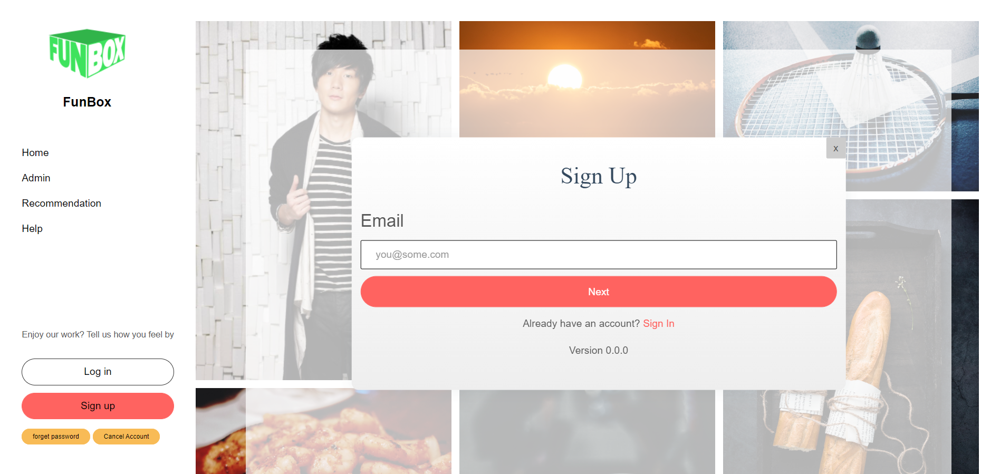 FUNBOX
FunBox
Home
Admin
Recommendation
Help
Enjoy our work? Tell us how you feel by
Log in
Sign up
forget password
Cancel Account
x
Sign Up
Email
you@some.com
Next
Already have an account? Sign In
Version 0.0.0